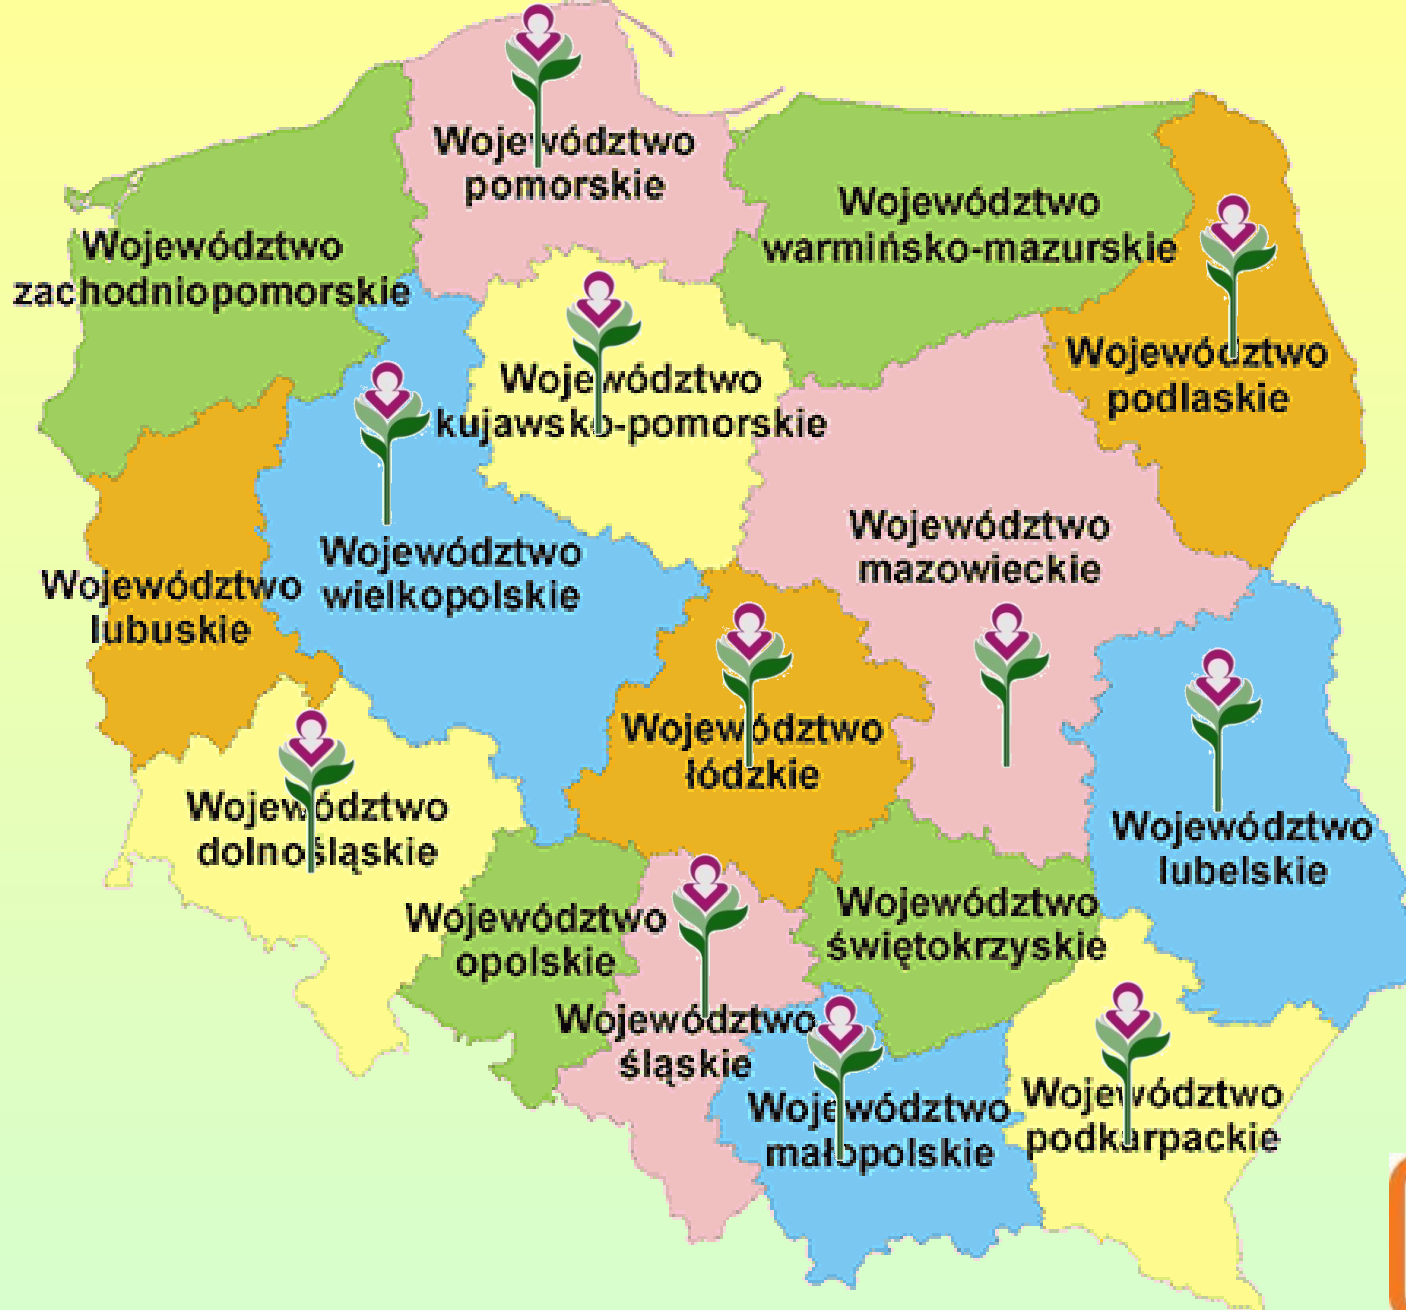 Województwo
pomorskie
Województwo
warmińsko-mazurskie
Województwo
zachodniopomorskie
Województwo
podlaskie
Województwo
kujawsko-pomorskie
Województwo
mazowieckie
Województwo
wielkopolskie
Województwo
lubuskie
Województwo
łódzkie
Województwo
dolnośląskie
Województwo
lubelskie
Województwo
świętokrzyskie
Województwo
opolskie
Województwo
śląskie
Województwo
małopolskie
Województwo
podkarpackie